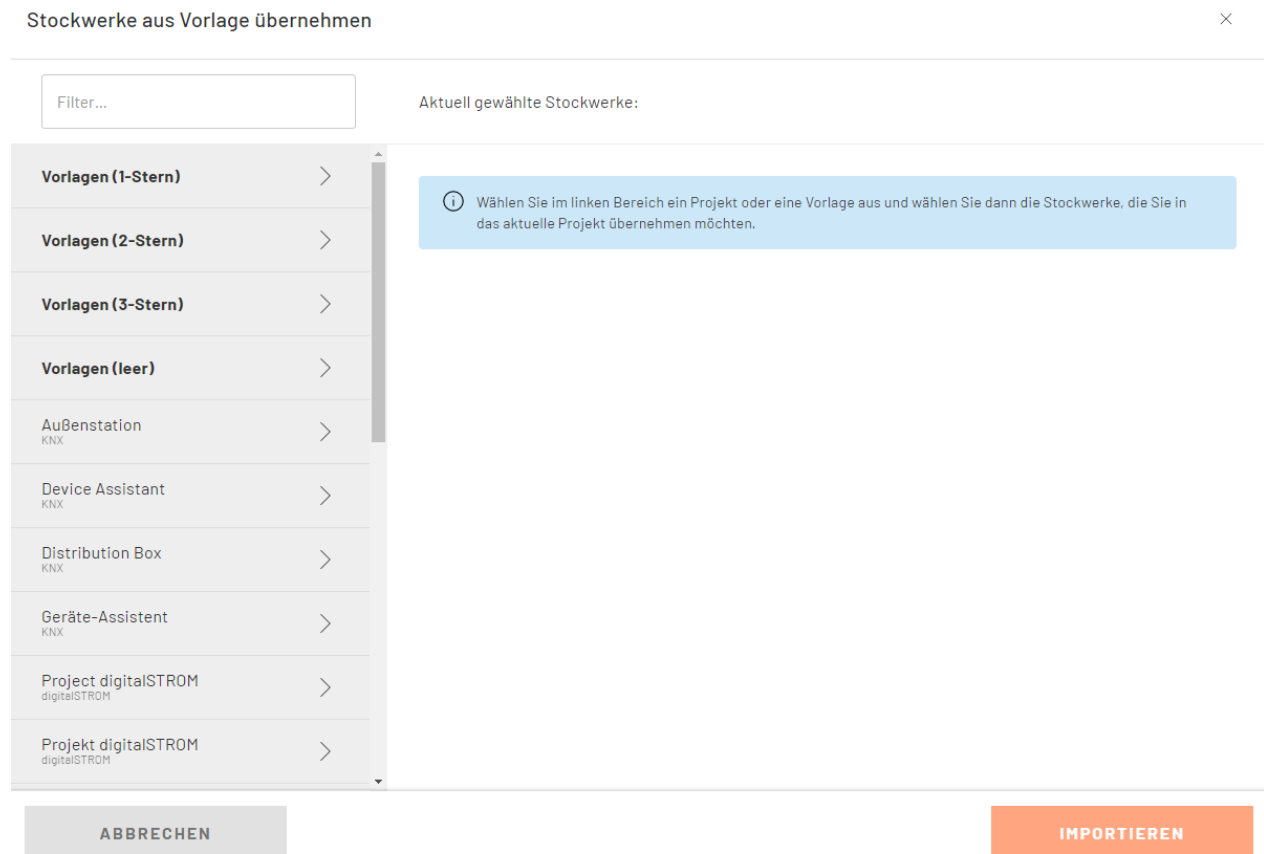 Stockwerke aus Vorlage übernehmen
Filter...
Aktuell gewählte Stockwerke:
Vorlagen (1-Stern)
Vorlagen (2-Stern)
Vorlagen (3-Stern)
Vorlagen (leer)
Außenstation
KNX
Device Assistant
KNX
Distribution Box
KNX
Geräte-Assistent
KNX
Project digitalSTROM
digitalSTROM
Projekt digitalSTROM
digitalSTROM
Wählen Sie im linken Bereich ein Projekt oder eine Vorlage aus und wählen Sie dann die Stockwerke, die Sie in
das aktuelle Projekt übernehmen möchten.
ABBRECHEN
IMPORTIEREN